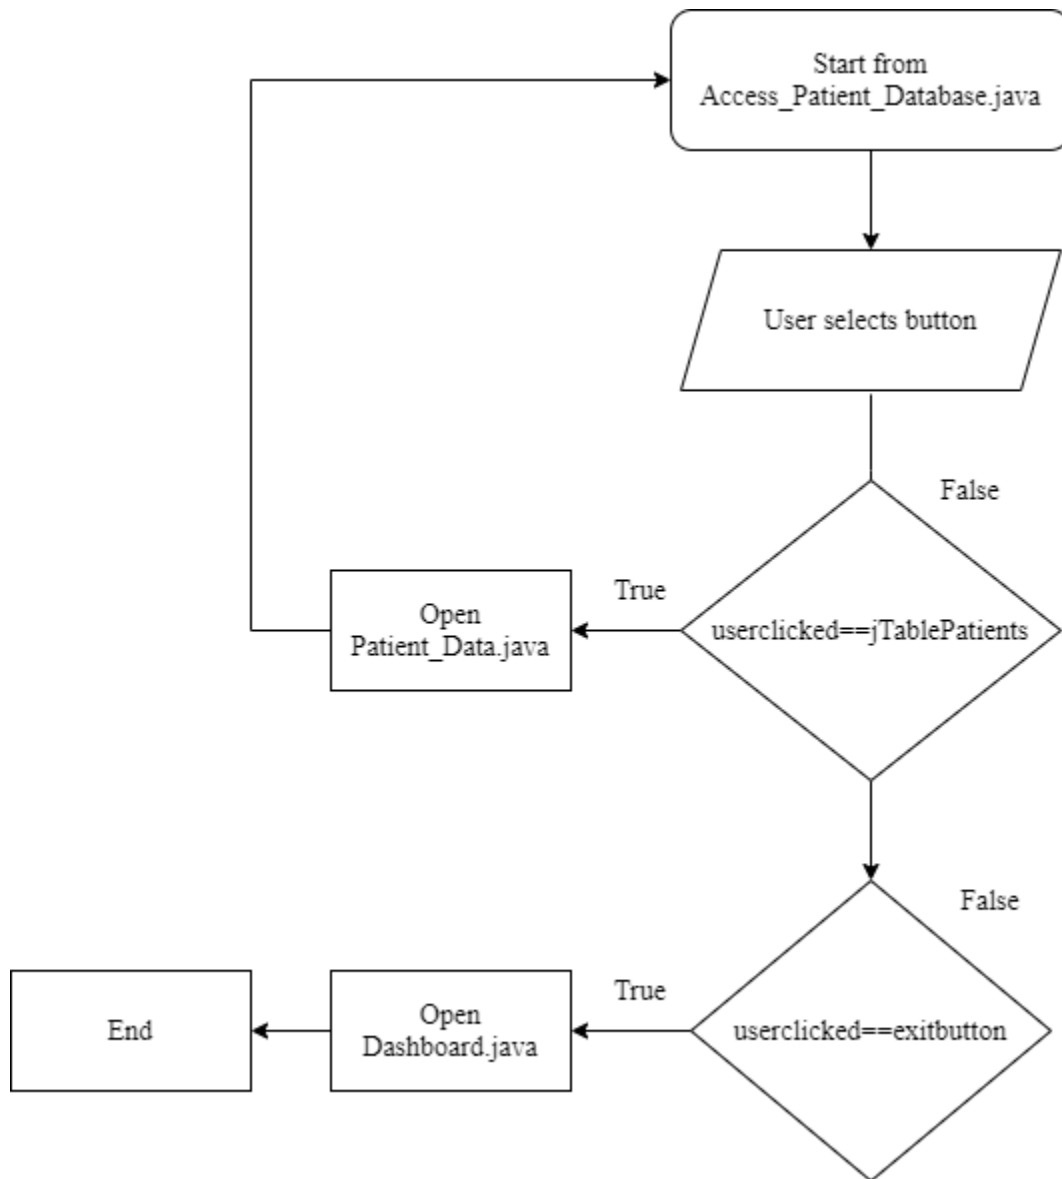 Start from
Access_Patient_Database.java
User selects button
False
True
userclicked==jTablePatients
Open
Patient_Data.java
False
True
userclicked==exitbutton
Open
Dashboard.java
End